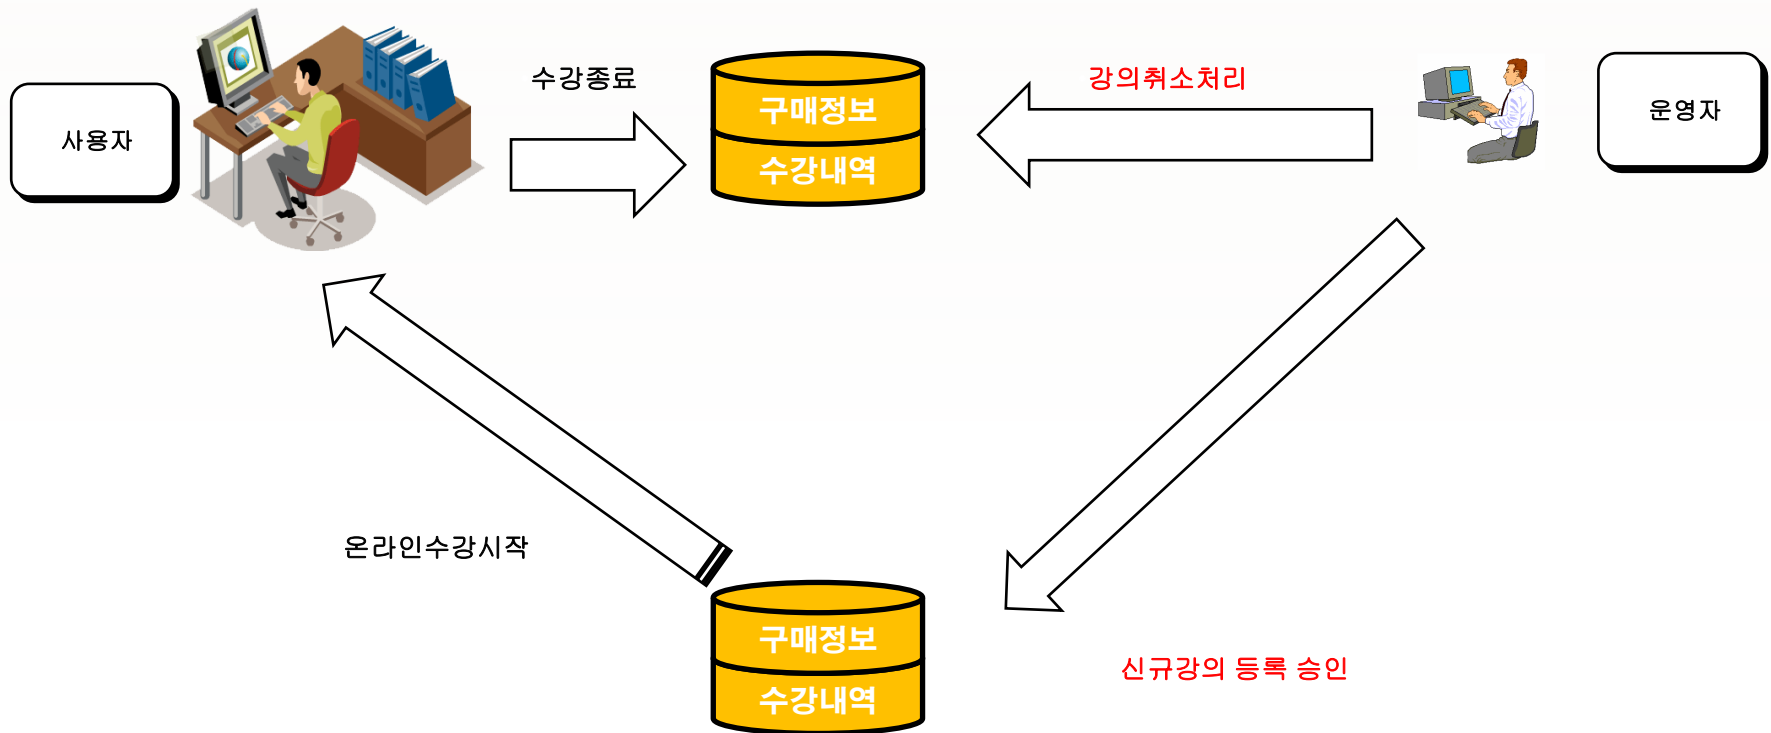 수강종료
강의취소처리
구매정보
운영자
사용자
수강내역
온라인수강시작
구매정보
신규강의 등록 승인
수강내역